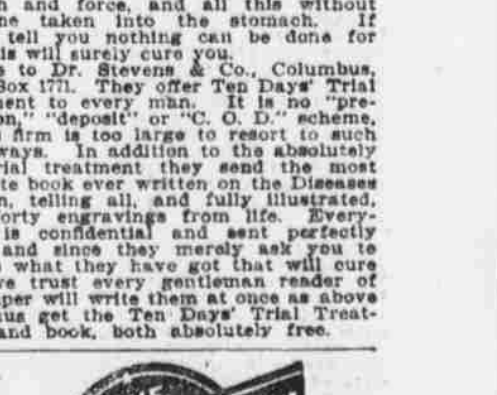 n and force, and all this without
ne taken into the stomach. If
tell you nothing can be done for
is will surely cure you.
e to Dr. Stevens & Co., Columbus,
Box 1771. They offer Ten Days' Trial
ment to every man. It is no "pre-
on," "deposit" or "C. O. D." scheme,
firm is too large to resort to such
ways. In addition to the absolutely
rial treatment they send the most
te book ever written on the Diseases
n, telling all, and fully illustrated,
orty engravings from life. Every-
is confidential and sent perfectly
and since they merely ask you to
what they have got that will cure
ve trust every gentleman reader of
per will write them at once as above
hus get the Ten Days' Trial Treat-
and book, both absolutely free.